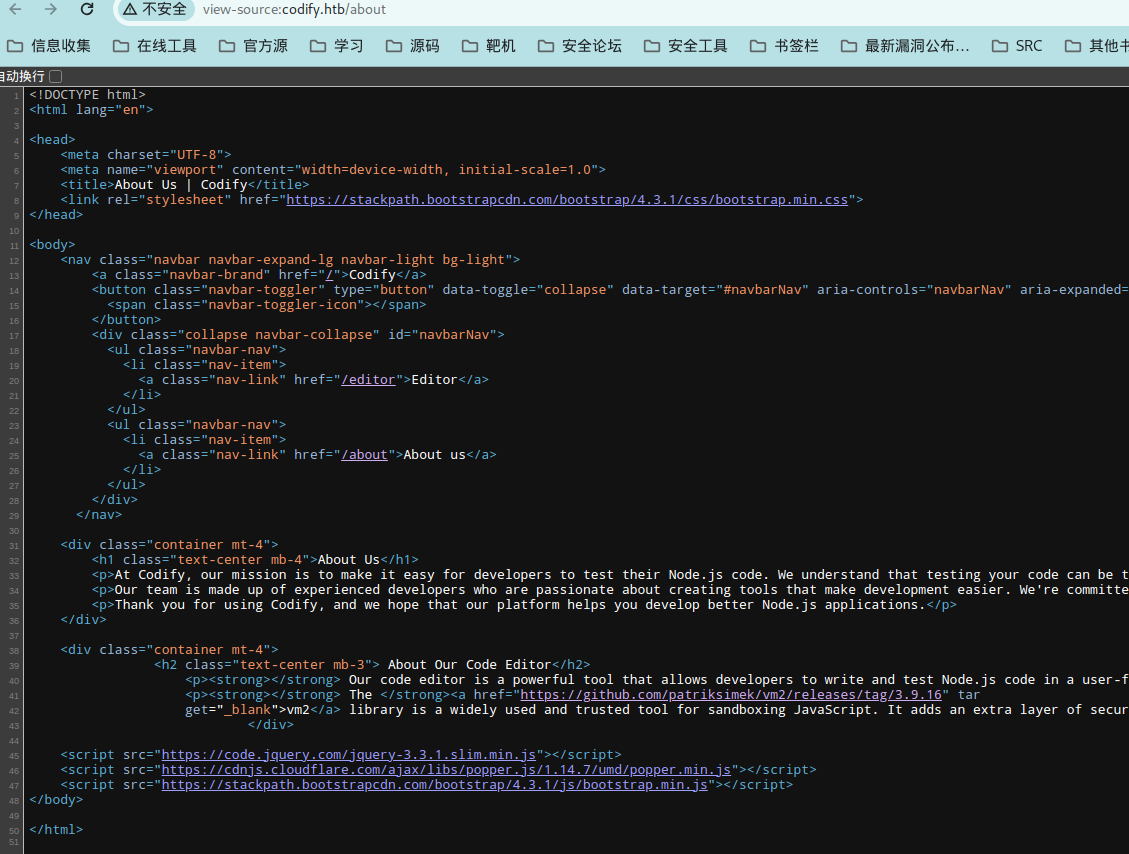 不安全 view-source:codify.htb/about
信息收集 在线工具 官方源 学习 源码 靶机 安全论坛 安全工具 书签栏 最新漏洞公布… SRC 其他书
自动换行
1 <!DOCTYPE html>
2 <html lang="en">
3
4 <head>
5 <meta charset="UTF-8">
6 <meta name="viewport" content="width=device-width, initial-scale=1.0">
7 <title>About Us | Codify</title>
8 <link rel="stylesheet" href="https://stackpath.bootstrapcdn.com/bootstrap/4.3.1/css/bootstrap.min.css">
9 </head>
10
11 <body>
12 <nav class="navbar navbar-expand-lg navbar-light bg-light">
13 <a class="navbar-brand" href="/">Codify</a>
14 <button class="navbar-toggler" type="button" data-toggle="collapse" data-target="#navbarNav" aria-controls="navbarNav" aria-expanded=
15 <span class="navbar-toggler-icon"></span>
16 </button>
17 <div class="collapse navbar-collapse" id="navbarNav">
18 <ul class="navbar-nav">
19 <li class="nav-item">
20 <a class="nav-link" href="/editor">Editor</a>
21 </li>
22 </ul>
23 <ul class="navbar-nav">
24 <li class="nav-item">
25 <a class="nav-link" href="/about">About us</a>
26 </li>
27 </ul>
28 </div>
29 </nav>
30
31 <div class="container mt-4">
32 <h1 class="text-center mb-4">About Us</h1>
33 <p>At Codify, our mission is to make it easy for developers to test their Node.js code. We understand that testing your code can be t
34 <p>Our team is made up of experienced developers who are passionate about creating tools that make development easier. We're committe
35 <p>Thank you for using Codify, and we hope that our platform helps you develop better Node.js applications.</p>
36 </div>
37
38 <div class="container mt-4">
39 <h2 class="text-center mb-3"> About Our Code Editor</h2>
40 <p><strong></strong> Our code editor is a powerful tool that allows developers to write and test Node.js code in a user-f
41 <p><strong></strong> The </strong><a href="https://github.com/patriksimek/vm2/releases/tag/3.9.16" tar
42 get="_blank">vm2</a> library is a widely used and trusted tool for sandboxing JavaScript. It adds an extra layer of secur
43 </div>
44
45 <script src="https://code.jquery.com/jquery-3.3.1.slim.min.js"></script>
46 <script src="https://cdnjs.cloudflare.com/ajax/libs/popper.js/1.14.7/umd/popper.min.js"></script>
47 <script src="https://stackpath.bootstrapcdn.com/bootstrap/4.3.1/js/bootstrap.min.js"></script>
48 </body>
49
50 </html>
51